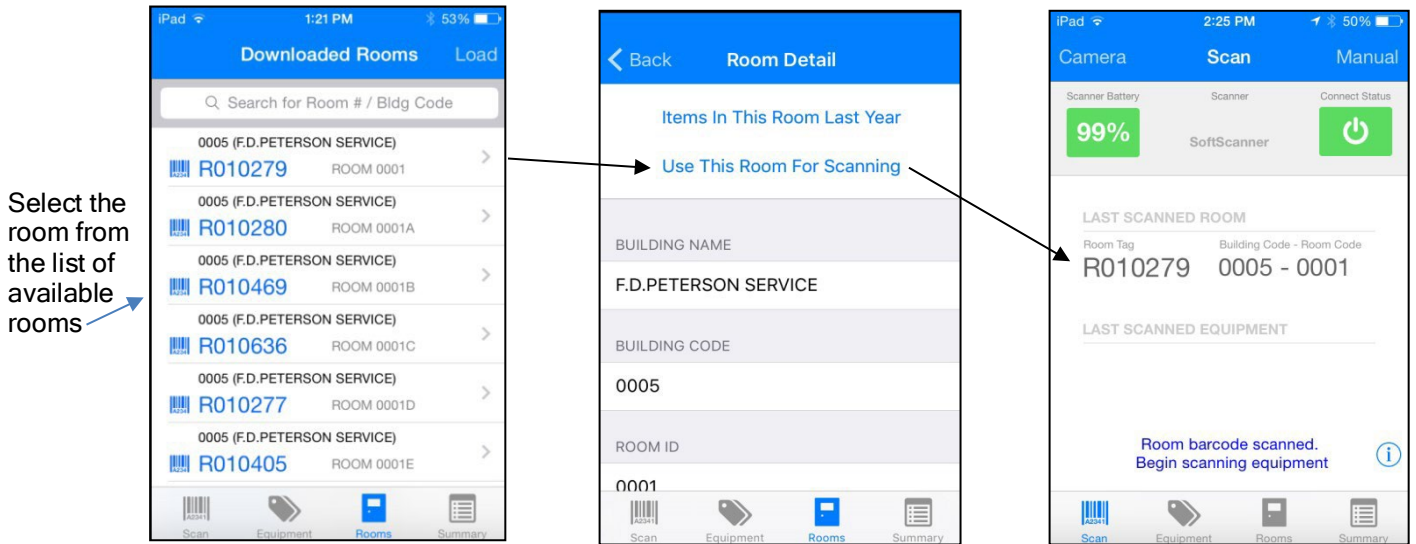 Select the
room from
the list of
available
rooms
iPad 1:21 PM 53%
Downloaded Rooms Load
Search for Room # / Bldg Code
0005 (F.D.PETERSON SERVICE)
R010279 ROOM 0001
0005 (F.D.PETERSON SERVICE)
R010280 ROOM 0001A
0005 (F.D.PETERSON SERVICE)
R010469 ROOM 0001B
0005 (F.D.PETERSON SERVICE)
R010636 ROOM 0001C
0005 (F.D.PETERSON SERVICE)
R010277 ROOM 0001D
0005 (F.D.PETERSON SERVICE)
R010405 ROOM 0001E
A2341
Scan Equipment Rooms Summary
Back Room Detail
Items In This Room Last Year
Use This Room For Scanning
BUILDING NAME
F.D.PETERSON SERVICE
BUILDING CODE
0005
ROOM ID
0001
A2341
Scan Equipment Rooms Summary
iPad 2:25 PM 50%
Camera Scan Manual
Scanner Battery Scanner Connect Status
99% SoftScanner
LAST SCANNED ROOM
Room Tag Building Code - Room Code
R010279 0005 - 0001
LAST SCANNED EQUIPMENT
Room barcode scanned.
Begin scanning equipment
A2341
Scan Equipment Rooms Summary